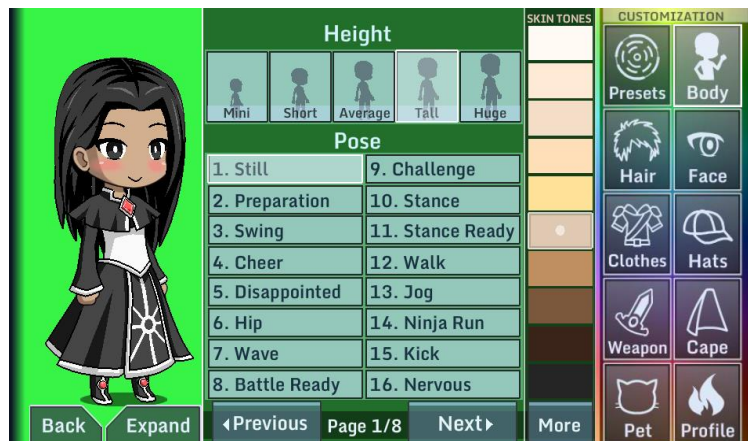 Height
Mini Short Average Tall Huge
Pose
1. Still
2. Preparation
3. Swing
4. Cheer
5. Disappointed
6. Hip
7. Wave
8. Battle Ready
9. Challenge
10. Stance
11. Stance Ready
12. Walk
13. Jog
14. Ninja Run
15. Kick
16. Nervous
Back Expand
Previous Page 1/8 Next
SKIN TONES
More
CUSTOMIZATION
Presets Body
Hair Face
Clothes Hats
Weapon Cape
Pet Profile